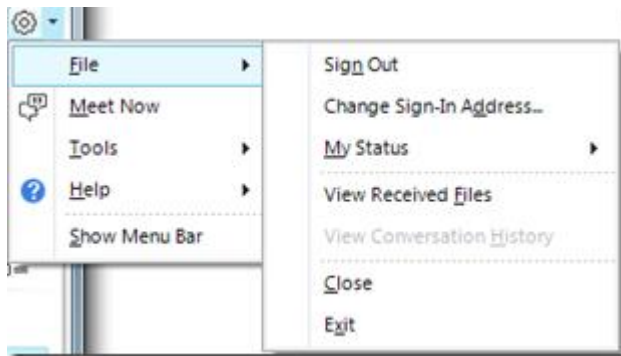 File
Meet Now
Tools
Help
Show Menu Bar
Sign Out
Change Sign-In Address...
My Status
View Received Files
View Conversation History
Close
Exit